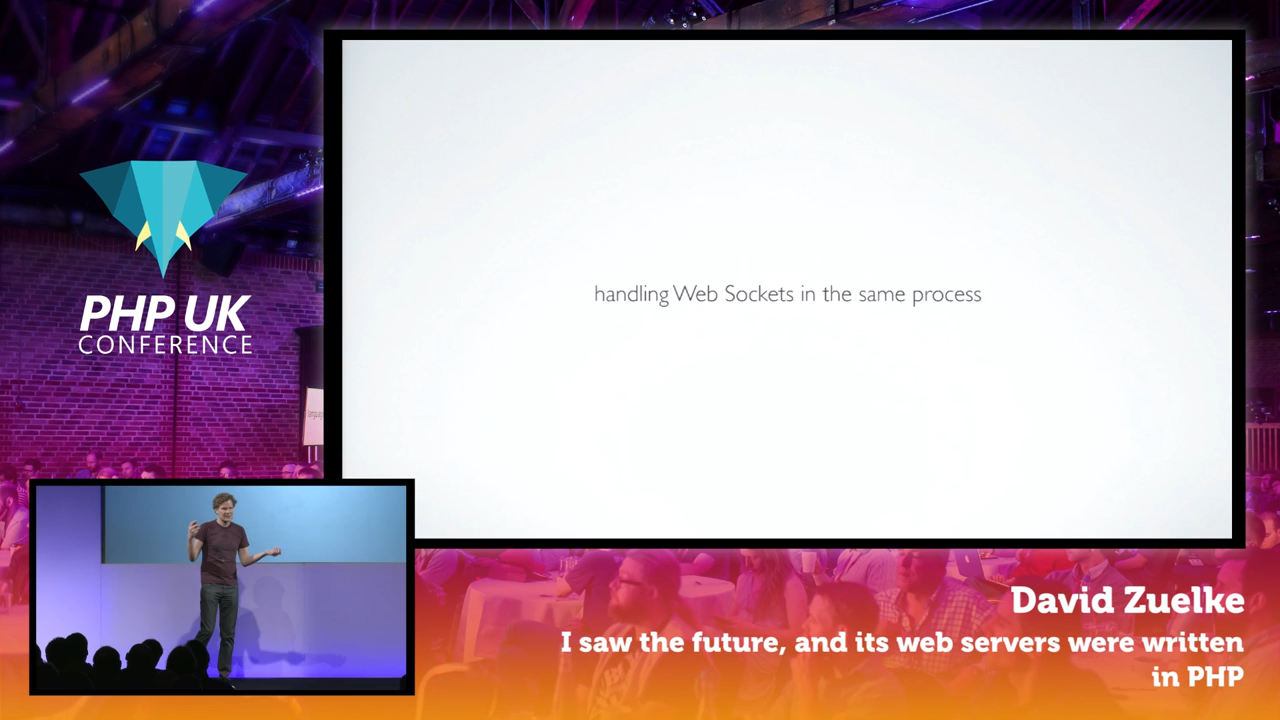 handling Web Sockets in the same process
PHP UK
CONFERENCE
David Zuelke
I saw the future, and its web servers were written
in PHP